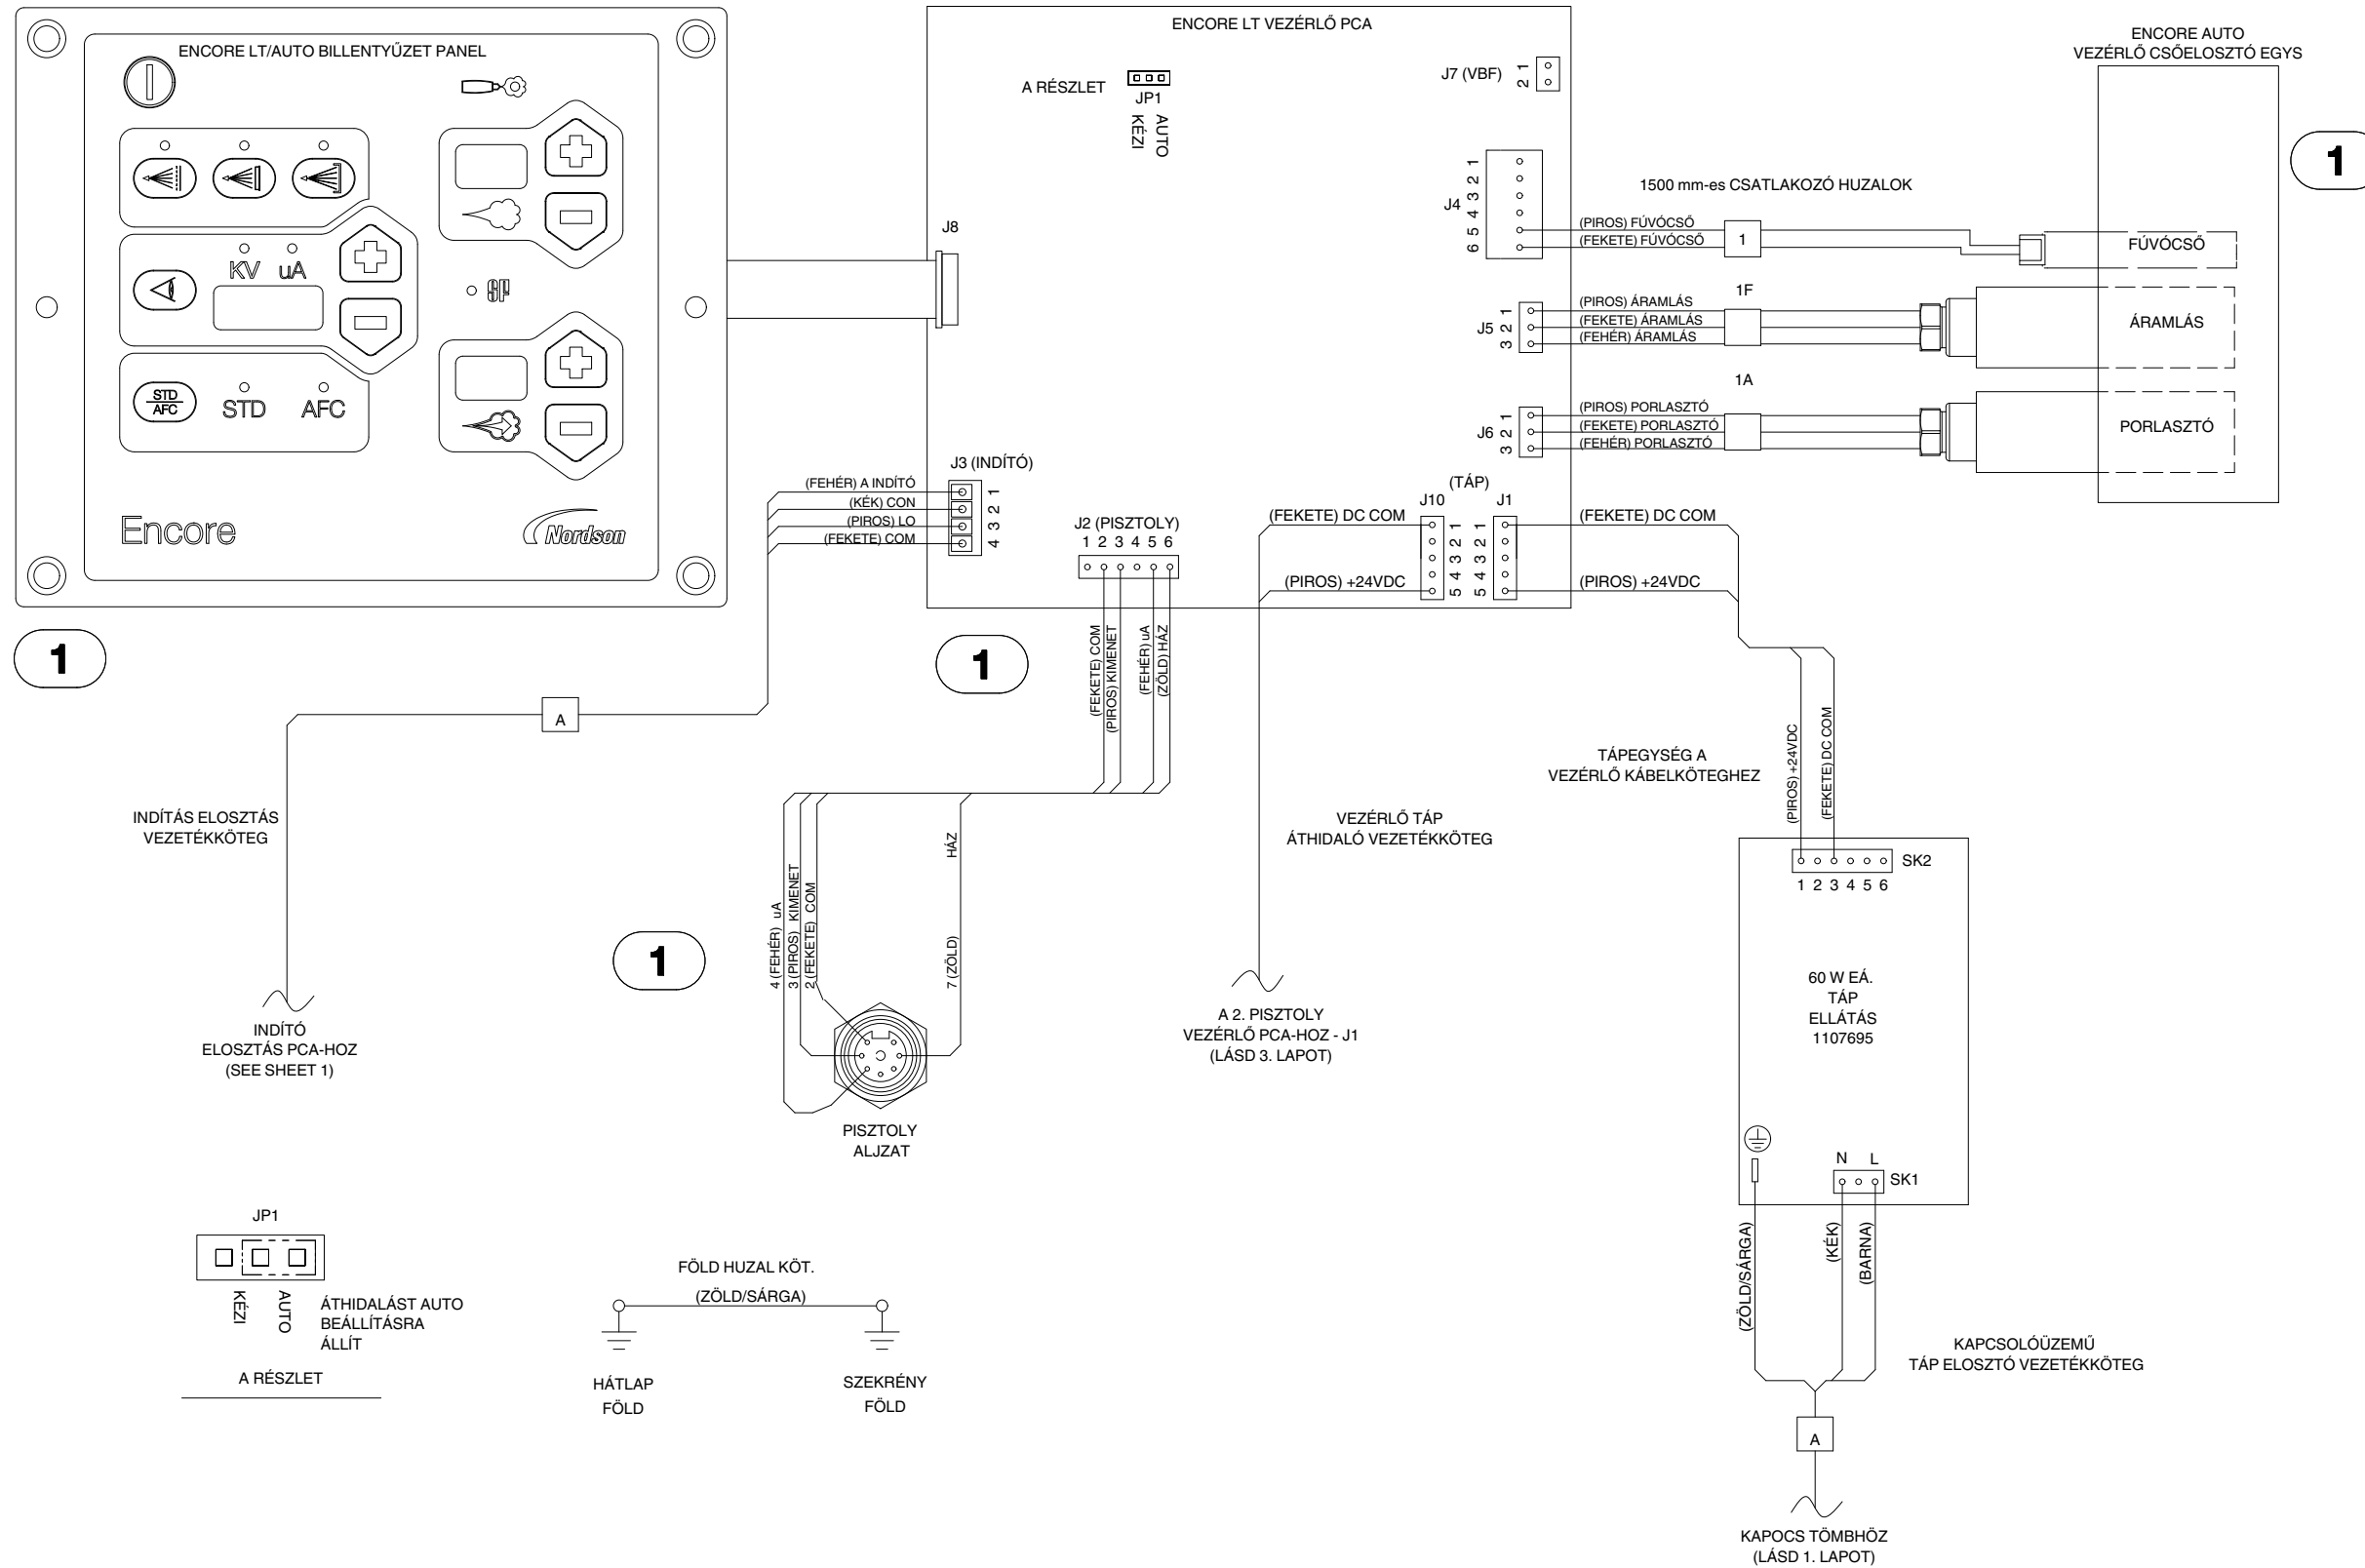 ENCORE LT/AUTO BILLENTYŰZET PANEL
KV uA
SF
STD
AFC
STD AFC
Encore
Nordson
1
ENCORE LT VEZÉRLŐ PCA
A RÉSZLET
JP1
KÉZI
AUTO
J7 (VBF)
1
2
J4
1
2
3
4
5
6
J8
J5
1
2
3
J6
1
2
3
J3 (INDÍTÓ)
1
2
3
4
(FEHÉR) A INDÍTÓ
(KÉK) CON
(PIROS) LO
(FEKETE) COM
J2 (PISZTOLY)
1 2 3 4 5 6
(TÁP)
J10 J1
1 1
2 2
3 3
4 4
5 5
(FEKETE) DC COM
(PIROS) +24VDC
(FEKETE) DC COM
(PIROS) +24VDC
1500 mm-es CSATLAKOZÓ HUZALOK
(PIROS) FÚVÓCSŐ
(FEKETE) FÚVÓCSŐ
1
1F
(PIROS) ÁRAMLÁS
(FEKETE) ÁRAMLÁS
(FEHÉR) ÁRAMLÁS
1A
(PIROS) PORLASZTÓ
(FEKETE) PORLASZTÓ
(FEHÉR) PORLASZTÓ
ENCORE AUTO
VEZÉRLŐ CSŐELOSZTÓ EGYS
FÚVÓCSŐ
ÁRAMLÁS
PORLASZTÓ
1
1
(FEKETE) COM
(PIROS) KIMENET
(FEHÉR) uA
(ZÖLD) HÁZ
A
INDÍTÁS ELOSZTÁS
VEZETÉKKÖTEG
INDÍTÓ
ELOSZTÁS PCA-HOZ
(SEE SHEET 1)
1
4 (FEHÉR) uA
3 (PIROS) KIMENET
2 (FEKETE) COM
7 (ZÖLD) HÁZ
PISZTOLY
ALJZAT
VEZÉRLŐ TÁP
ÁTHIDALÓ VEZETÉKKÖTEG
A 2. PISZTOLY
VEZÉRLŐ PCA-HOZ - J1
(LÁSD 3. LAPOT)
TÁPEGYSÉG A
VEZÉRLŐ KÁBELKÖTEGHEZ
(PIROS) +24VDC
(FEKETE) DC COM
SK2
1 2 3 4 5 6
60 W EÁ.
TÁP
ELLÁTÁS
1107695
N L
SK1
(ZÖLD/SÁRGA)
(KÉK)
(BARNA)
KAPCSOLÓÜZEMŰ
TÁP ELOSZTÓ VEZETÉKKÖTEG
A
KAPOCS TÖMBHÖZ
(LÁSD 1. LAPOT)
JP1
KÉZI
AUTO
ÁTHIDALÁST AUTO
BEÁLLÍTÁSRA
ÁLLÍT
A RÉSZLET
FÖLD HUZAL KÖT.
(ZÖLD/SÁRGA)
HÁTLAP
FÖLD
SZEKRÉNY
FÖLD